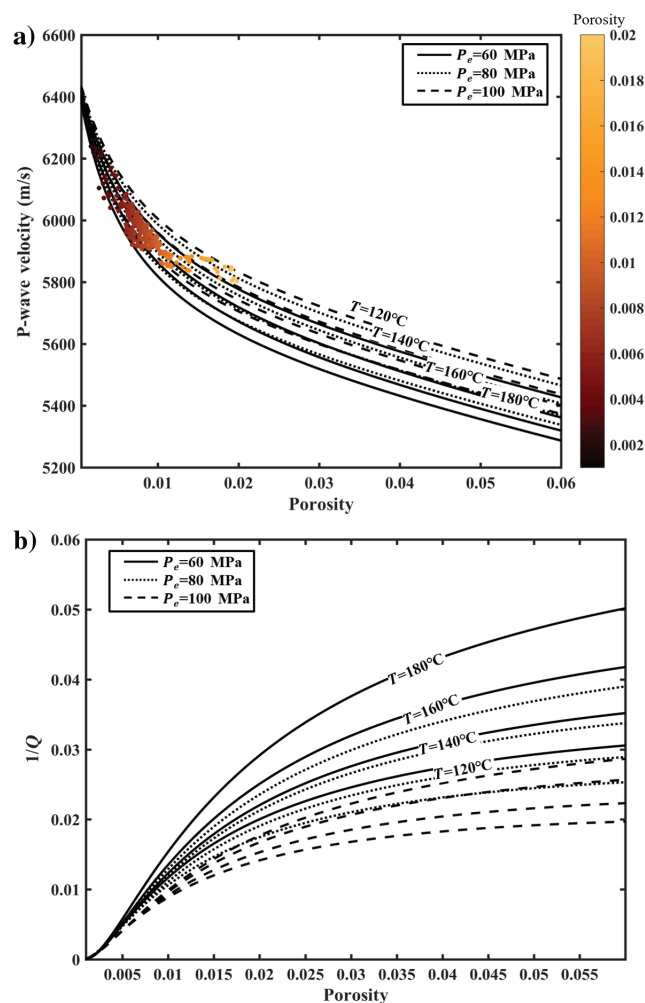 a)
Porosity
6600
6400
6200
6000
5800
5600
5400
5200
P-wave velocity (m/s)
Pe=60 MPa
Pe=80 MPa
Pe=100 MPa
T=120°C
T=140°C
T=160°C
T=180°C
0.01 0.02 0.03 0.04 0.05 0.06
Porosity
0.02
0.018
0.016
0.014
0.012
0.01
0.008
0.006
0.004
0.002
b)
0.06
0.05
0.04
0.03
0.02
0.01
0
1/Q
Pe=60 MPa
Pe=80 MPa
Pe=100 MPa
T=180°C
T=160°C
T=140°C
T=120°C
0.005 0.01 0.015 0.02 0.025 0.03 0.035 0.04 0.045 0.05 0.055
Porosity